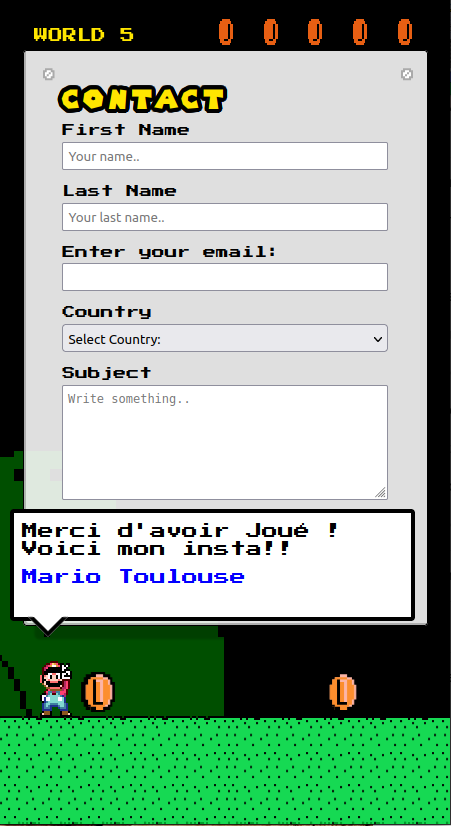 WORLD 5
CONTACT
First Name
Your name..
Last Name
Your last name..
Enter your email:
Country
Select Country:
Subject
Write something..
Merci d'avoir Joué !
Voici mon insta!!
Mario Toulouse